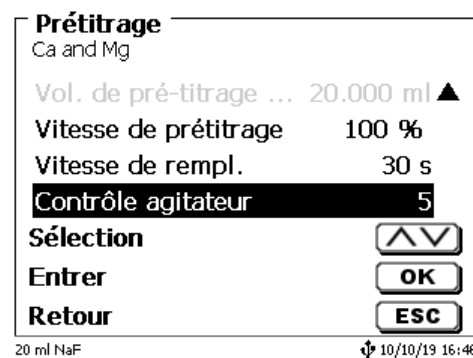 Prétitrage
Ca and Mg
Vol. de pré-titrage ... 20.000 ml
Vitesse de prétitrage 100 %
Vitesse de rempl. 30 s
Contrôle agitateur 5
Sélection
Entrer OK
Retour ESC
20 ml NaF 10/10/19 16:46